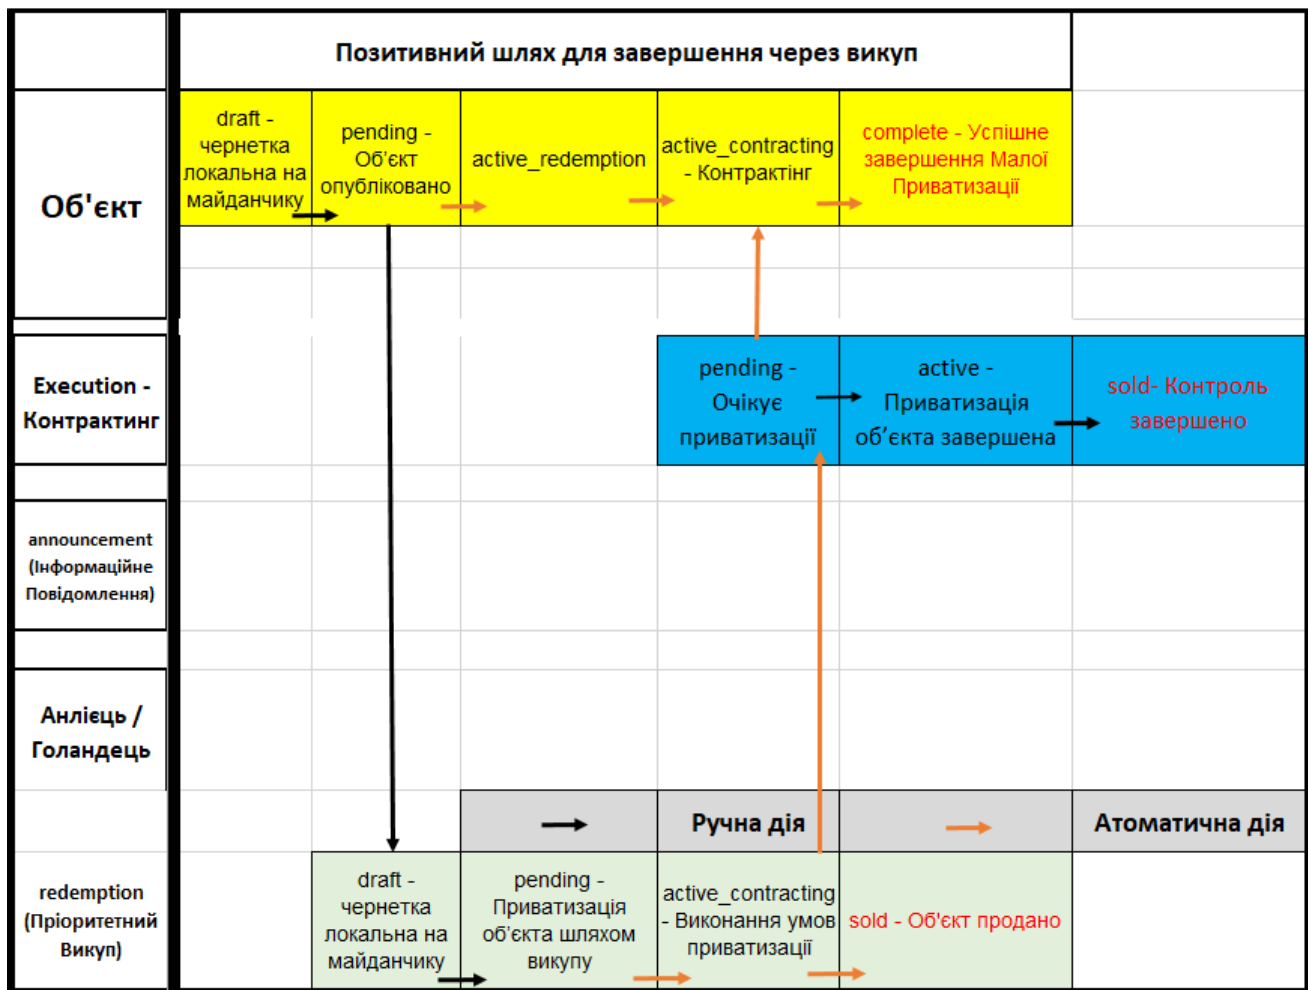 Позитивний шлях для завершення через викуп
Об'єкт
draft -
чернетка
локальна на
майданчику
pending -
Об'єкт
опубліковано
active_redemption
active_contracting
- Контрактінг
complete - Успішне
завершення Малої
Приватизації
Execution -
Контрактинг
pending -
Очікує
приватизації
active -
Приватизація
об’єкта завершена
sold- Контроль
завершено
announcement
(Інформаційне
Повідомлення)
Анлієць /
Голандець
Ручна дія
Атоматична дія
redemption
(Пріоритетний
Викуп)
draft -
чернетка
локальна на
майданчику
pending -
Приватизація
об’єкта шляхом
викупу
active_contracting
- Виконання умов
приватизації
sold - Об'єкт продано